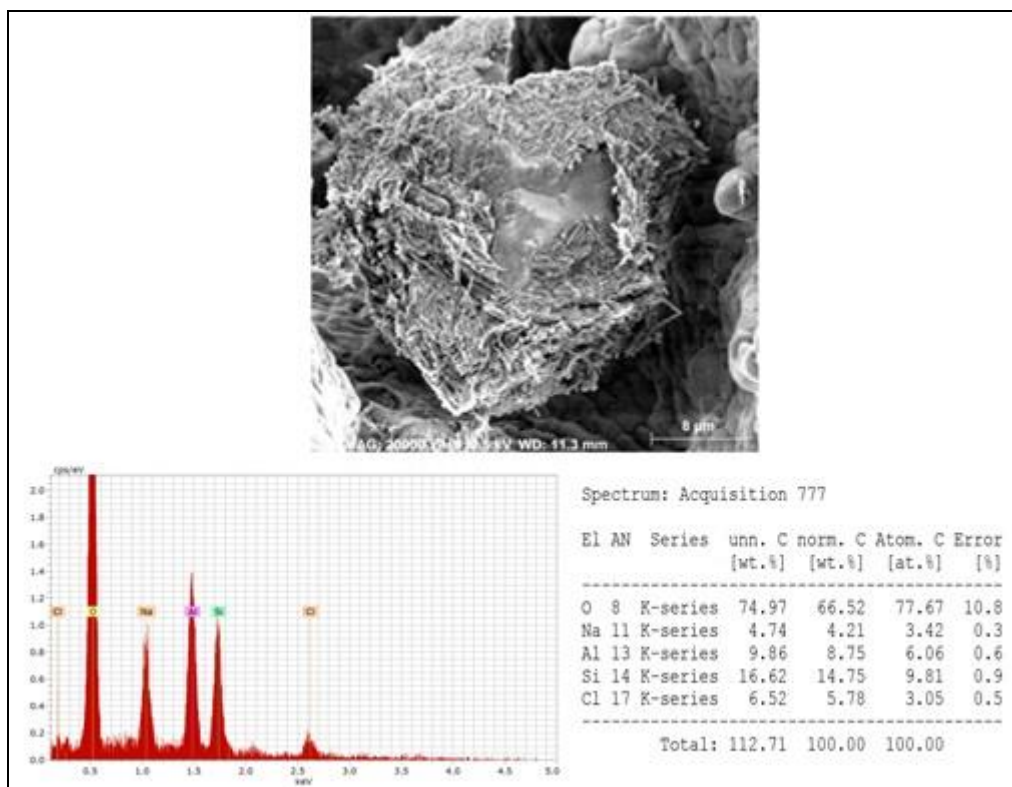 8 µm
WD: 11.3 mm
cps/eV
2.0
1.8
1.6
1.4
1.2
1.0
0.8
0.6
0.4
0.2
0.0
Cl O Na Al Si Cl
0.5 1.0 1.5 2.0 2.5 3.0 3.5 4.0 4.5 5.0
keV
Spectrum: Acquisition 777
El AN Series unn. C norm. C Atom. C Error
[wt.%] [wt.%] [at.%] [%]
---------------------------------------------
O 8 K-series 74.97 66.52 77.67 10.8
Na 11 K-series 4.74 4.21 3.42 0.3
Al 13 K-series 9.86 8.75 6.06 0.6
Si 14 K-series 16.62 14.75 9.81 0.9
Cl 17 K-series 6.52 5.78 3.05 0.5
---------------------------------------------
Total: 112.71 100.00 100.00